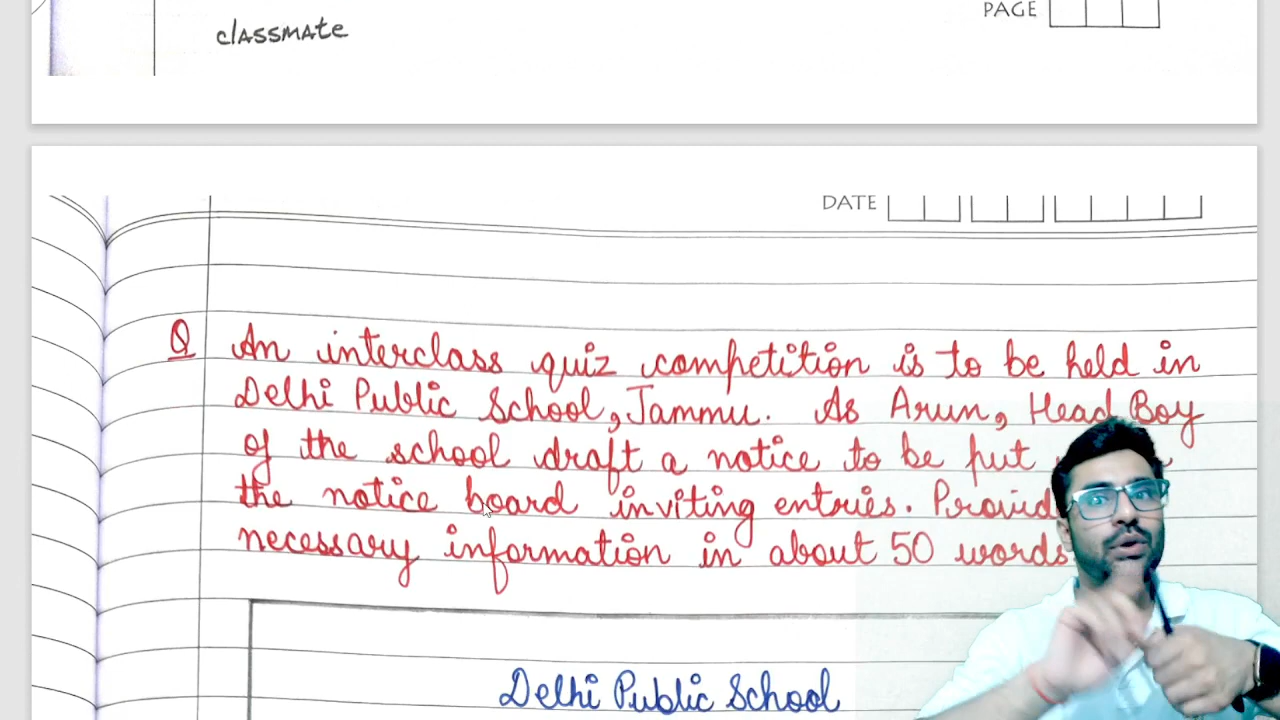 classmate
PAGE
DATE
Q An interclass quiz competition is to be held in
Delhi Public School, Jammu. As Arun, Head Boy
of the school draft a notice to be put
the notice board inviting entries. Provid
necessary information in about 50 words
Delhi Public School